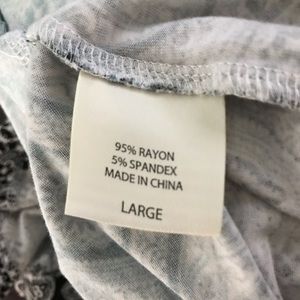 95% RAYON
5% SPANDEX
MADE IN CHINA
LARGE